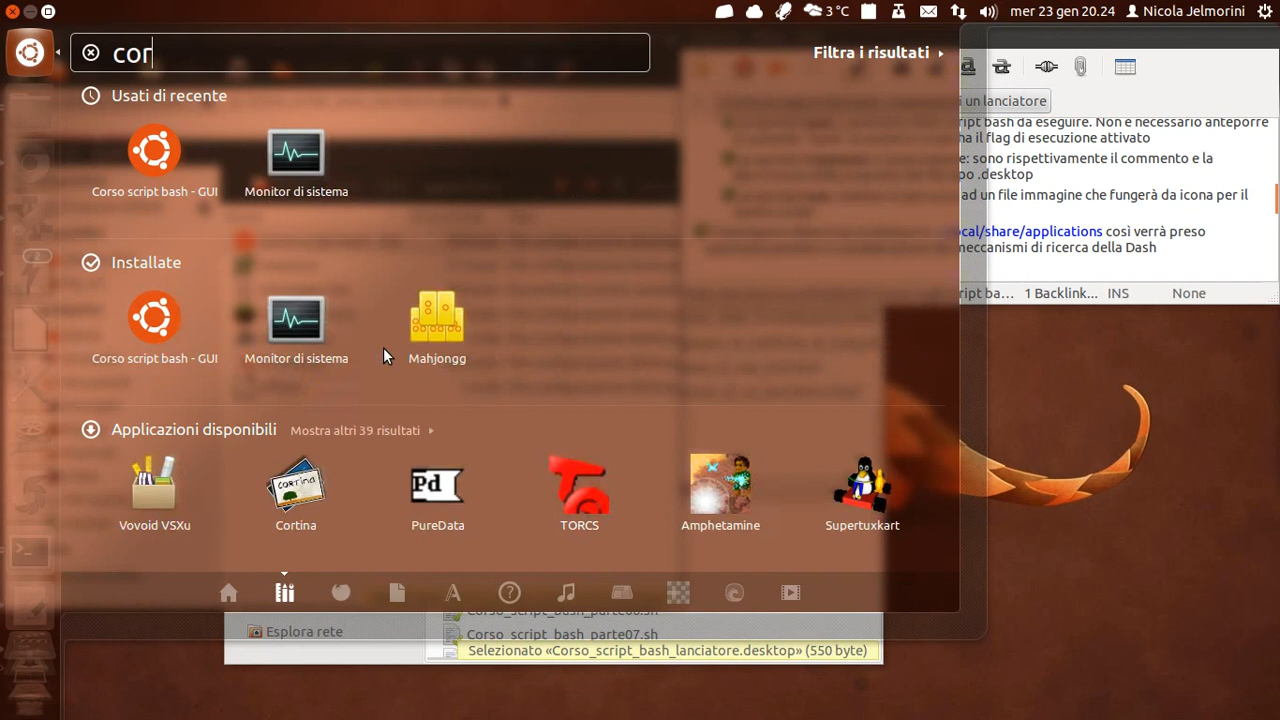 3 °C
mer 23 gen 20.24
Nicola Jelmorini
cor
Filtra i risultati
Usati di recente
Corso script bash - GUI
Monitor di sistema
Installate
Corso script bash - GUI
Monitor di sistema
Mahjongg
Applicazioni disponibili
Mostra altri 39 risultati
Vovoid VSXu
CORTINA
Cortina
Pd
PureData
TORCS
Amphetamine
Supertuxkart
2
i un lanciatore
ript bash da eseguire. Non è necessario anteporre
a il flag di esecuzione attivato
e: sono rispettivamente il commento e la
po .desktop
ad un file immagine che fungerà da icona per il
ocal/share/applications così verrà preso
meccanismi di ricerca della Dash
ript ba...
1 Backlink...
INS
None
Esplora rete
Corso_script_bash_parte06.sh
Corso_script_bash_parte07.sh
Selezionato «Corso_script_bash_lanciatore.desktop» (550 byte)